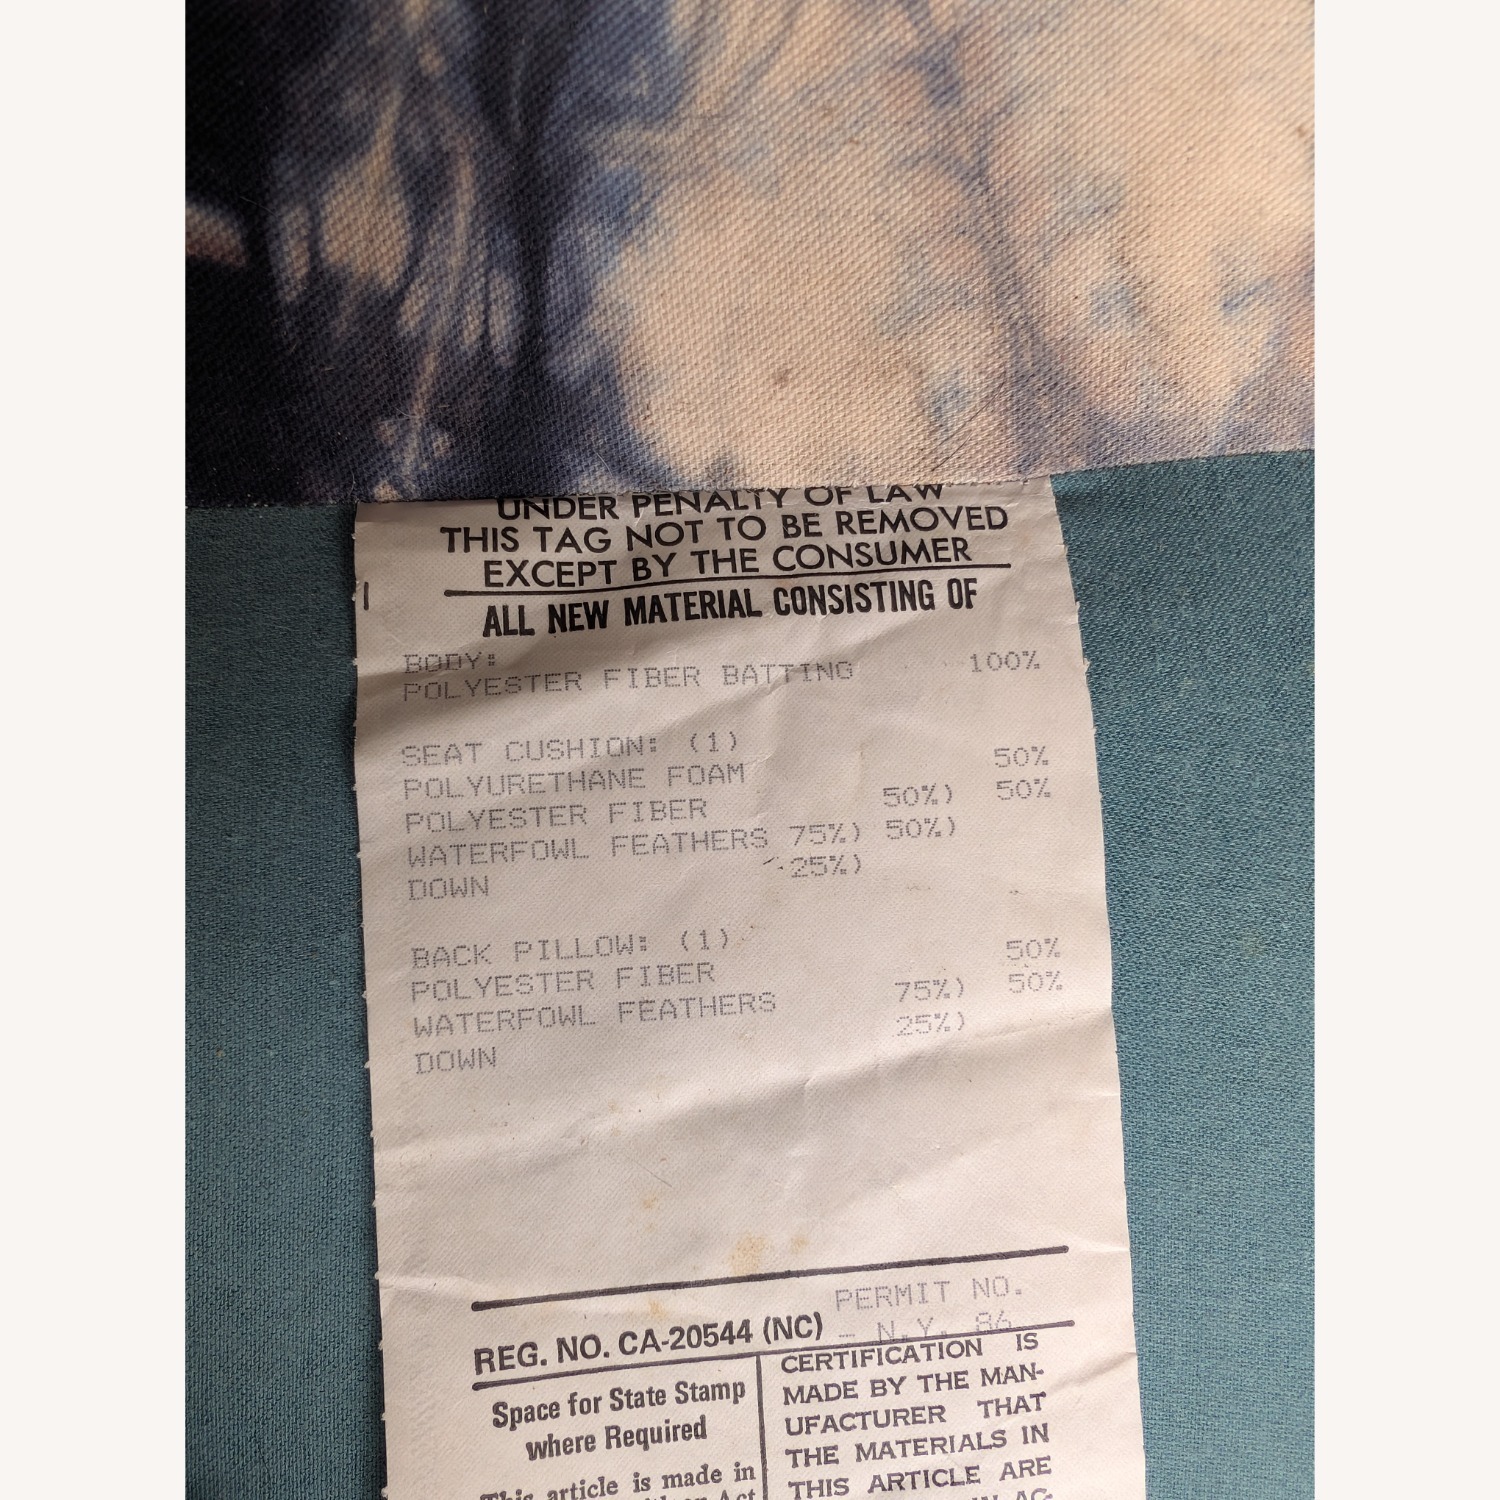 UNDER PENALTY OF LAW
THIS TAG NOT TO BE REMOVED
EXCEPT BY THE CONSUMER
ALL NEW MATERIAL CONSISTING OF
BODY:
POLYESTER FIBER BATTING 100%
SEAT CUSHION: (1)
POLYURETHANE FOAM 50%
POLYESTER FIBER 50%) 50%
WATERFOWL FEATHERS 75%) 50%)
DOWN 25%)
BACK PILLOW: (1)
POLYESTER FIBER 50%
WATERFOWL FEATHERS 75%) 50%
DOWN 25%)
PERMIT NO.
REG. NO. CA-20544 (NC) - N.Y. 86
Space for State Stamp
where Required
This article is made in
Act
CERTIFICATION IS
MADE BY THE MAN-
UFACTURER THAT
THE MATERIALS IN
THIS ARTICLE ARE
IN AC-